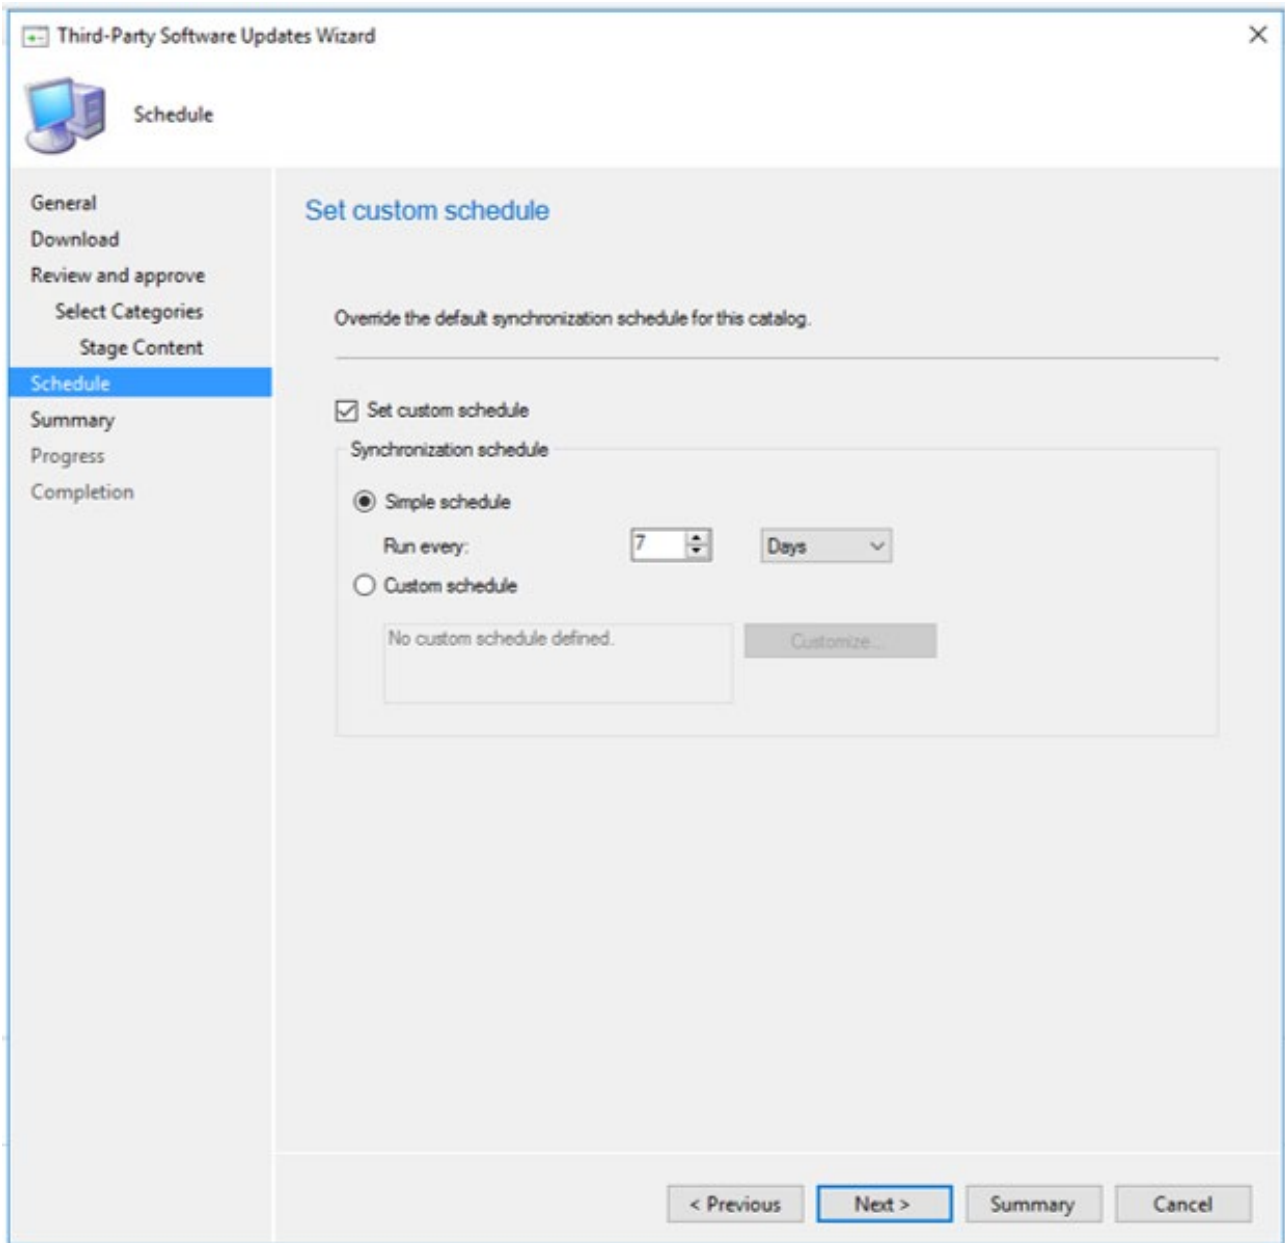 Third-Party Software Updates Wizard
Schedule
General
Download
Review and approve
Select Categories
Stage Content
Schedule
Summary
Progress
Completion
Set custom schedule
Override the default synchronization schedule for this catalog.
Set custom schedule
Synchronization schedule
Simple schedule
Run every: 7 Days
Custom schedule
No custom schedule defined. Customize...
< Previous Next > Summary Cancel